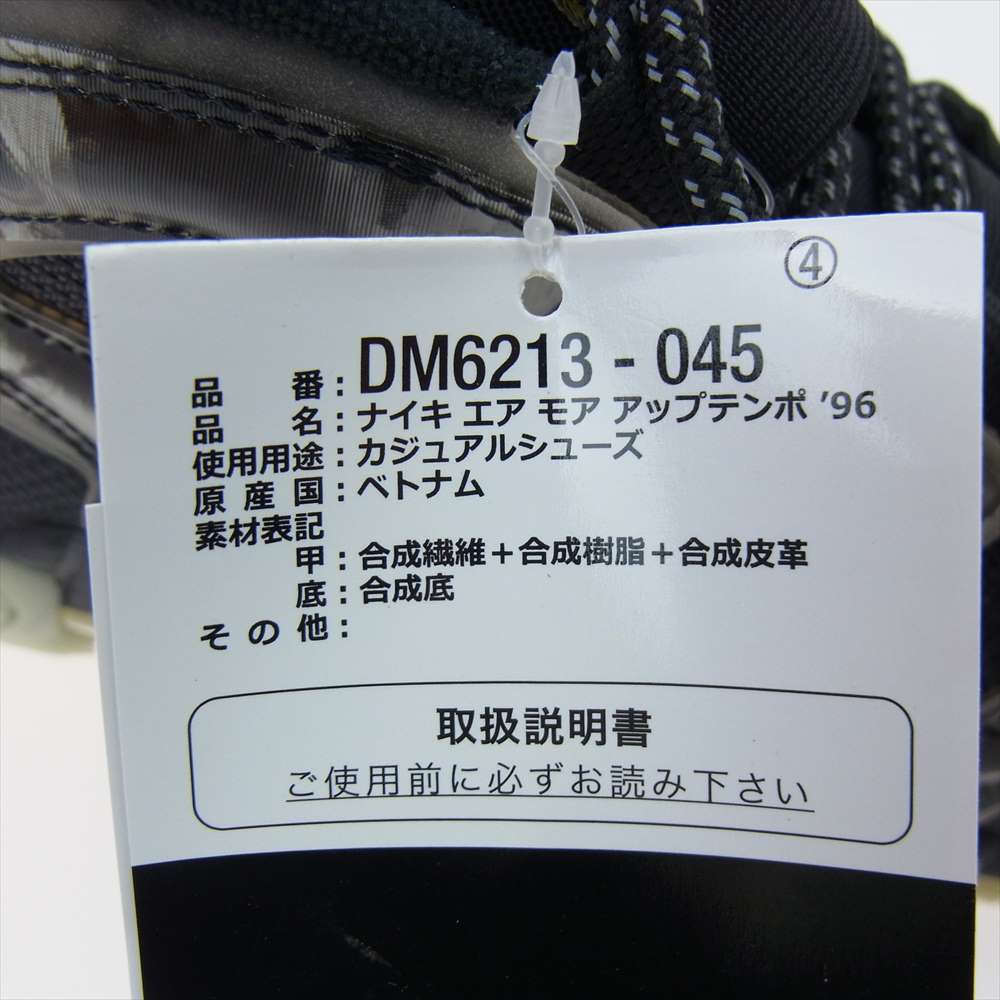 ④
品番：DM6213 - 045
品名：ナイキ エア モア アップテンポ ’96
使用用途：カジュアルシューズ
原産国：ベトナム
素材表記
甲：合成繊維＋合成樹脂＋合成皮革
底：合成底
その他：
取扱説明書
ご使用前に必ずお読み下さい